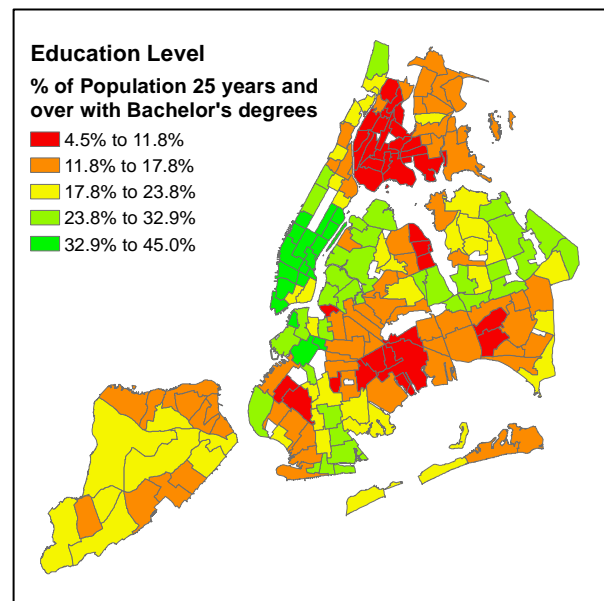 Education Level
% of Population 25 years and
over with Bachelor's degrees
4.5% to 11.8%
11.8% to 17.8%
17.8% to 23.8%
23.8% to 32.9%
32.9% to 45.0%